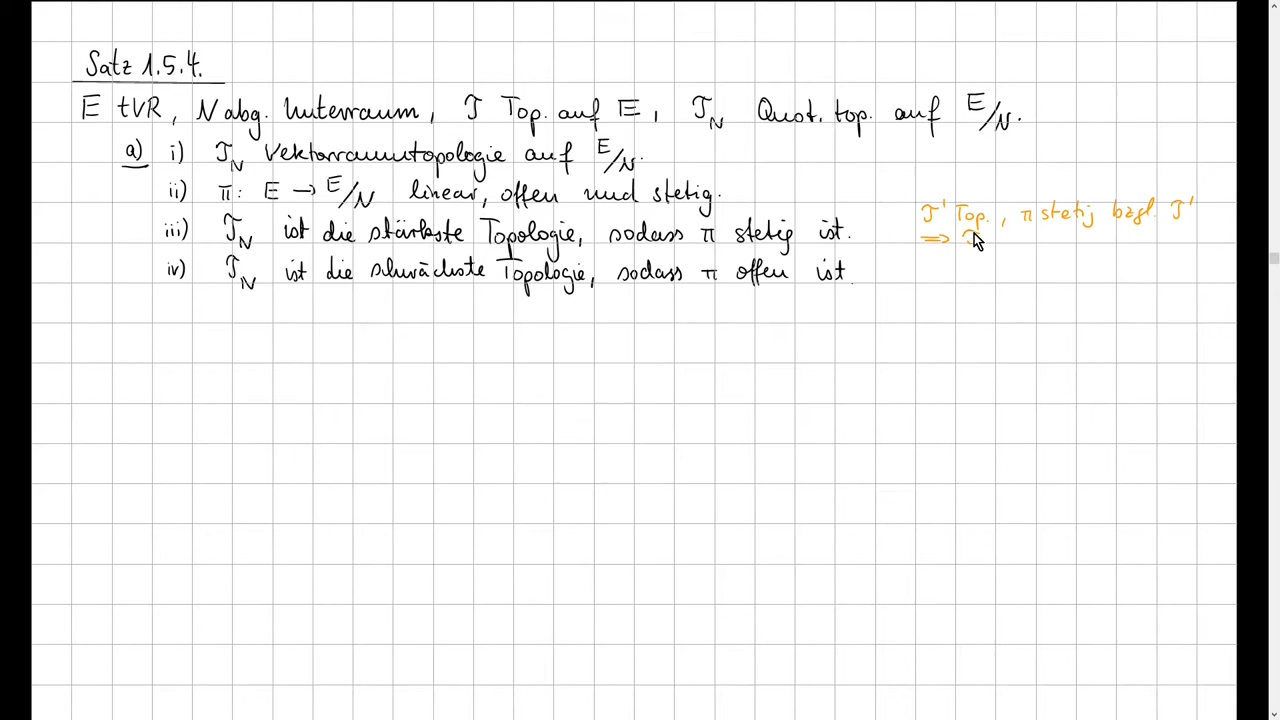 Satz 1.5.4.
E tVR, N abg. Unterraum, 𝒯 Top. auf E, 𝒯_N Quot. top. auf E/N.
a) i) 𝒯_N Vektorraumtopologie auf E/N.
ii) π: E → E/N linear, offen und stetig.
iii) 𝒯_N ist die stärkste Topologie, sodass π stetig ist.
iv) 𝒯_N ist die schwächste Topologie, sodass π offen ist.
𝒯' Top., π stetig bzgl. 𝒯'
⇒